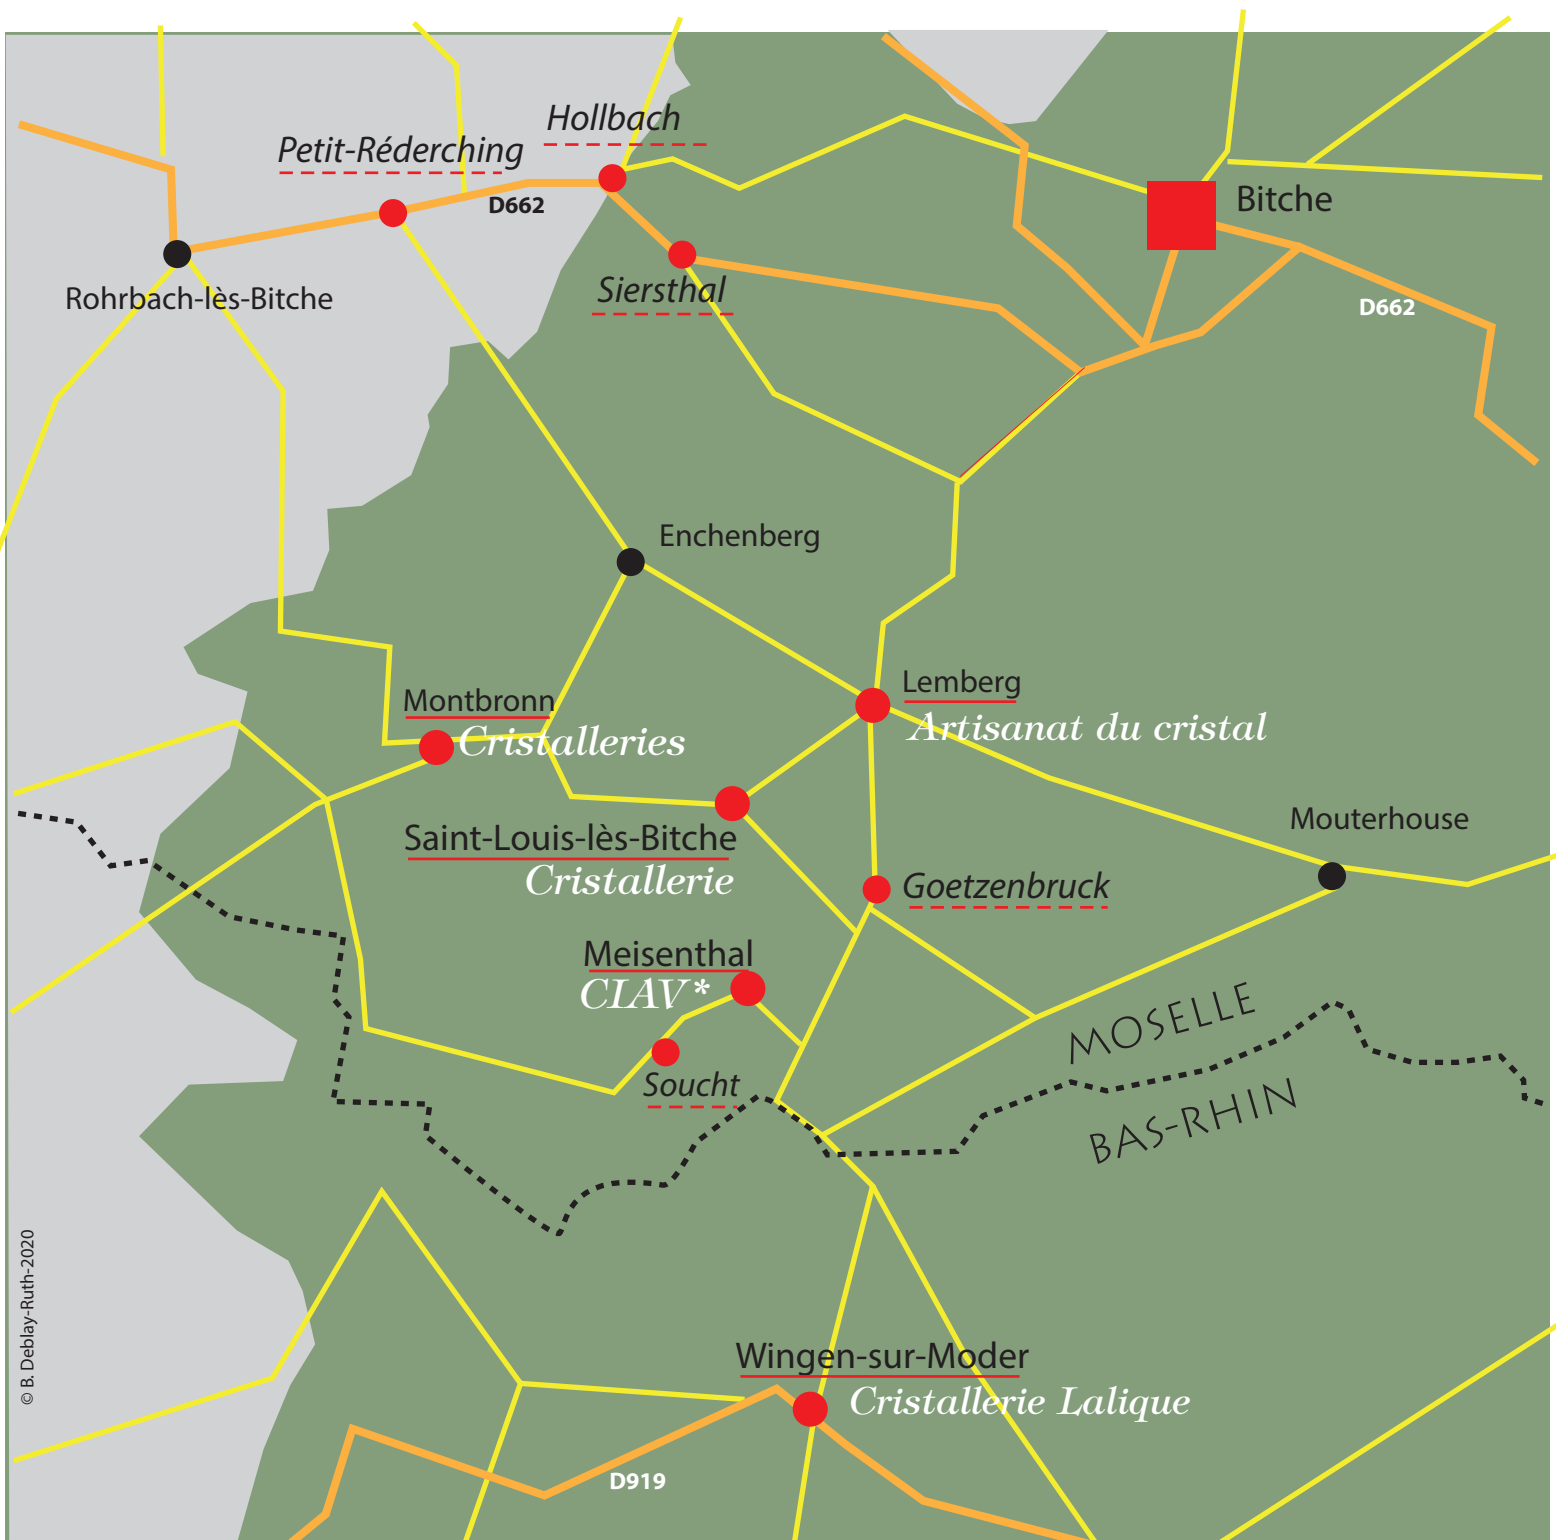 Hollbach
Petit-Réderching
D662
Bitche
Rohrbach-lès-Bitche
Siersthal
D662
Enchenberg
Lemberg
Artisanat du cristal
Montbronn
Cristalleries
Mouterhouse
Saint-Louis-lès-Bitche
Cristallerie
Goetzenbruck
Meisenthal
CIAV*
MOSELLE
Soucht
BAS-RHIN
© B. Deblay-Ruth-2020
Wingen-sur-Moder
Cristallerie Lalique
D919